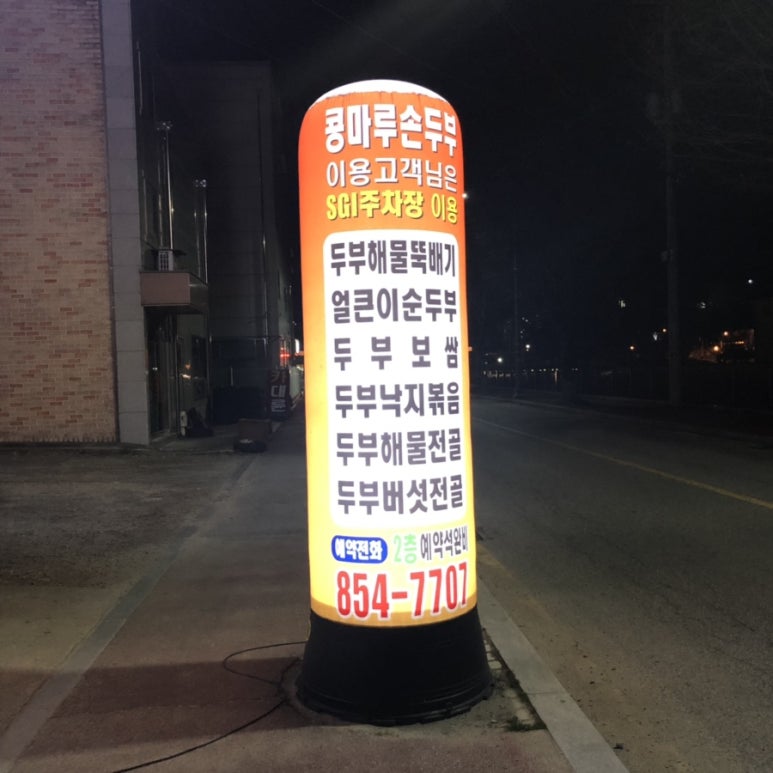 콩마루손두부
이용고객님은
SGI주차장 이용
두부해물뚝배기
얼큰이순두부
두부보쌈
두부낙지볶음
두부해물전골
두부버섯전골
예약전화 2층 예약석완비
854-7707